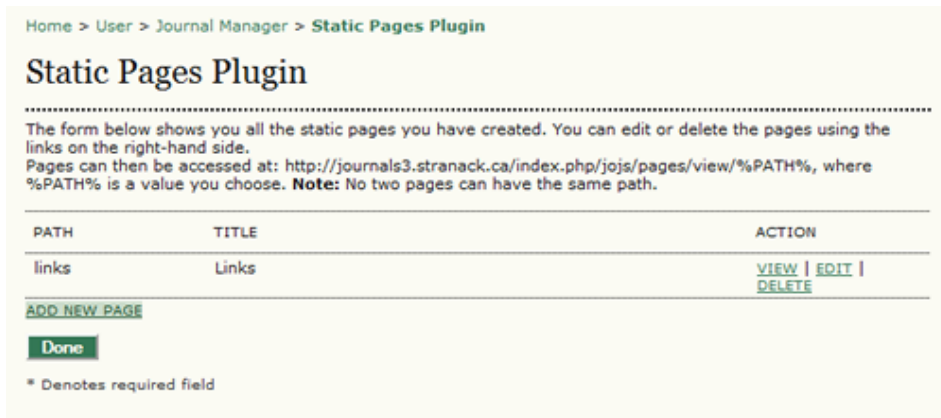 Home > User > Journal Manager > Static Pages Plugin
Static Pages Plugin
The form below shows you all the static pages you have created. You can edit or delete the pages using the
links on the right-hand side.
Pages can then be accessed at: http://journals3.stranack.ca/index.php/jojs/pages/view/%PATH%, where
%PATH% is a value you choose. Note: No two pages can have the same path.
PATH TITLE ACTION
links Links VIEW | EDIT |
DELETE
ADD NEW PAGE
Done
* Denotes required field